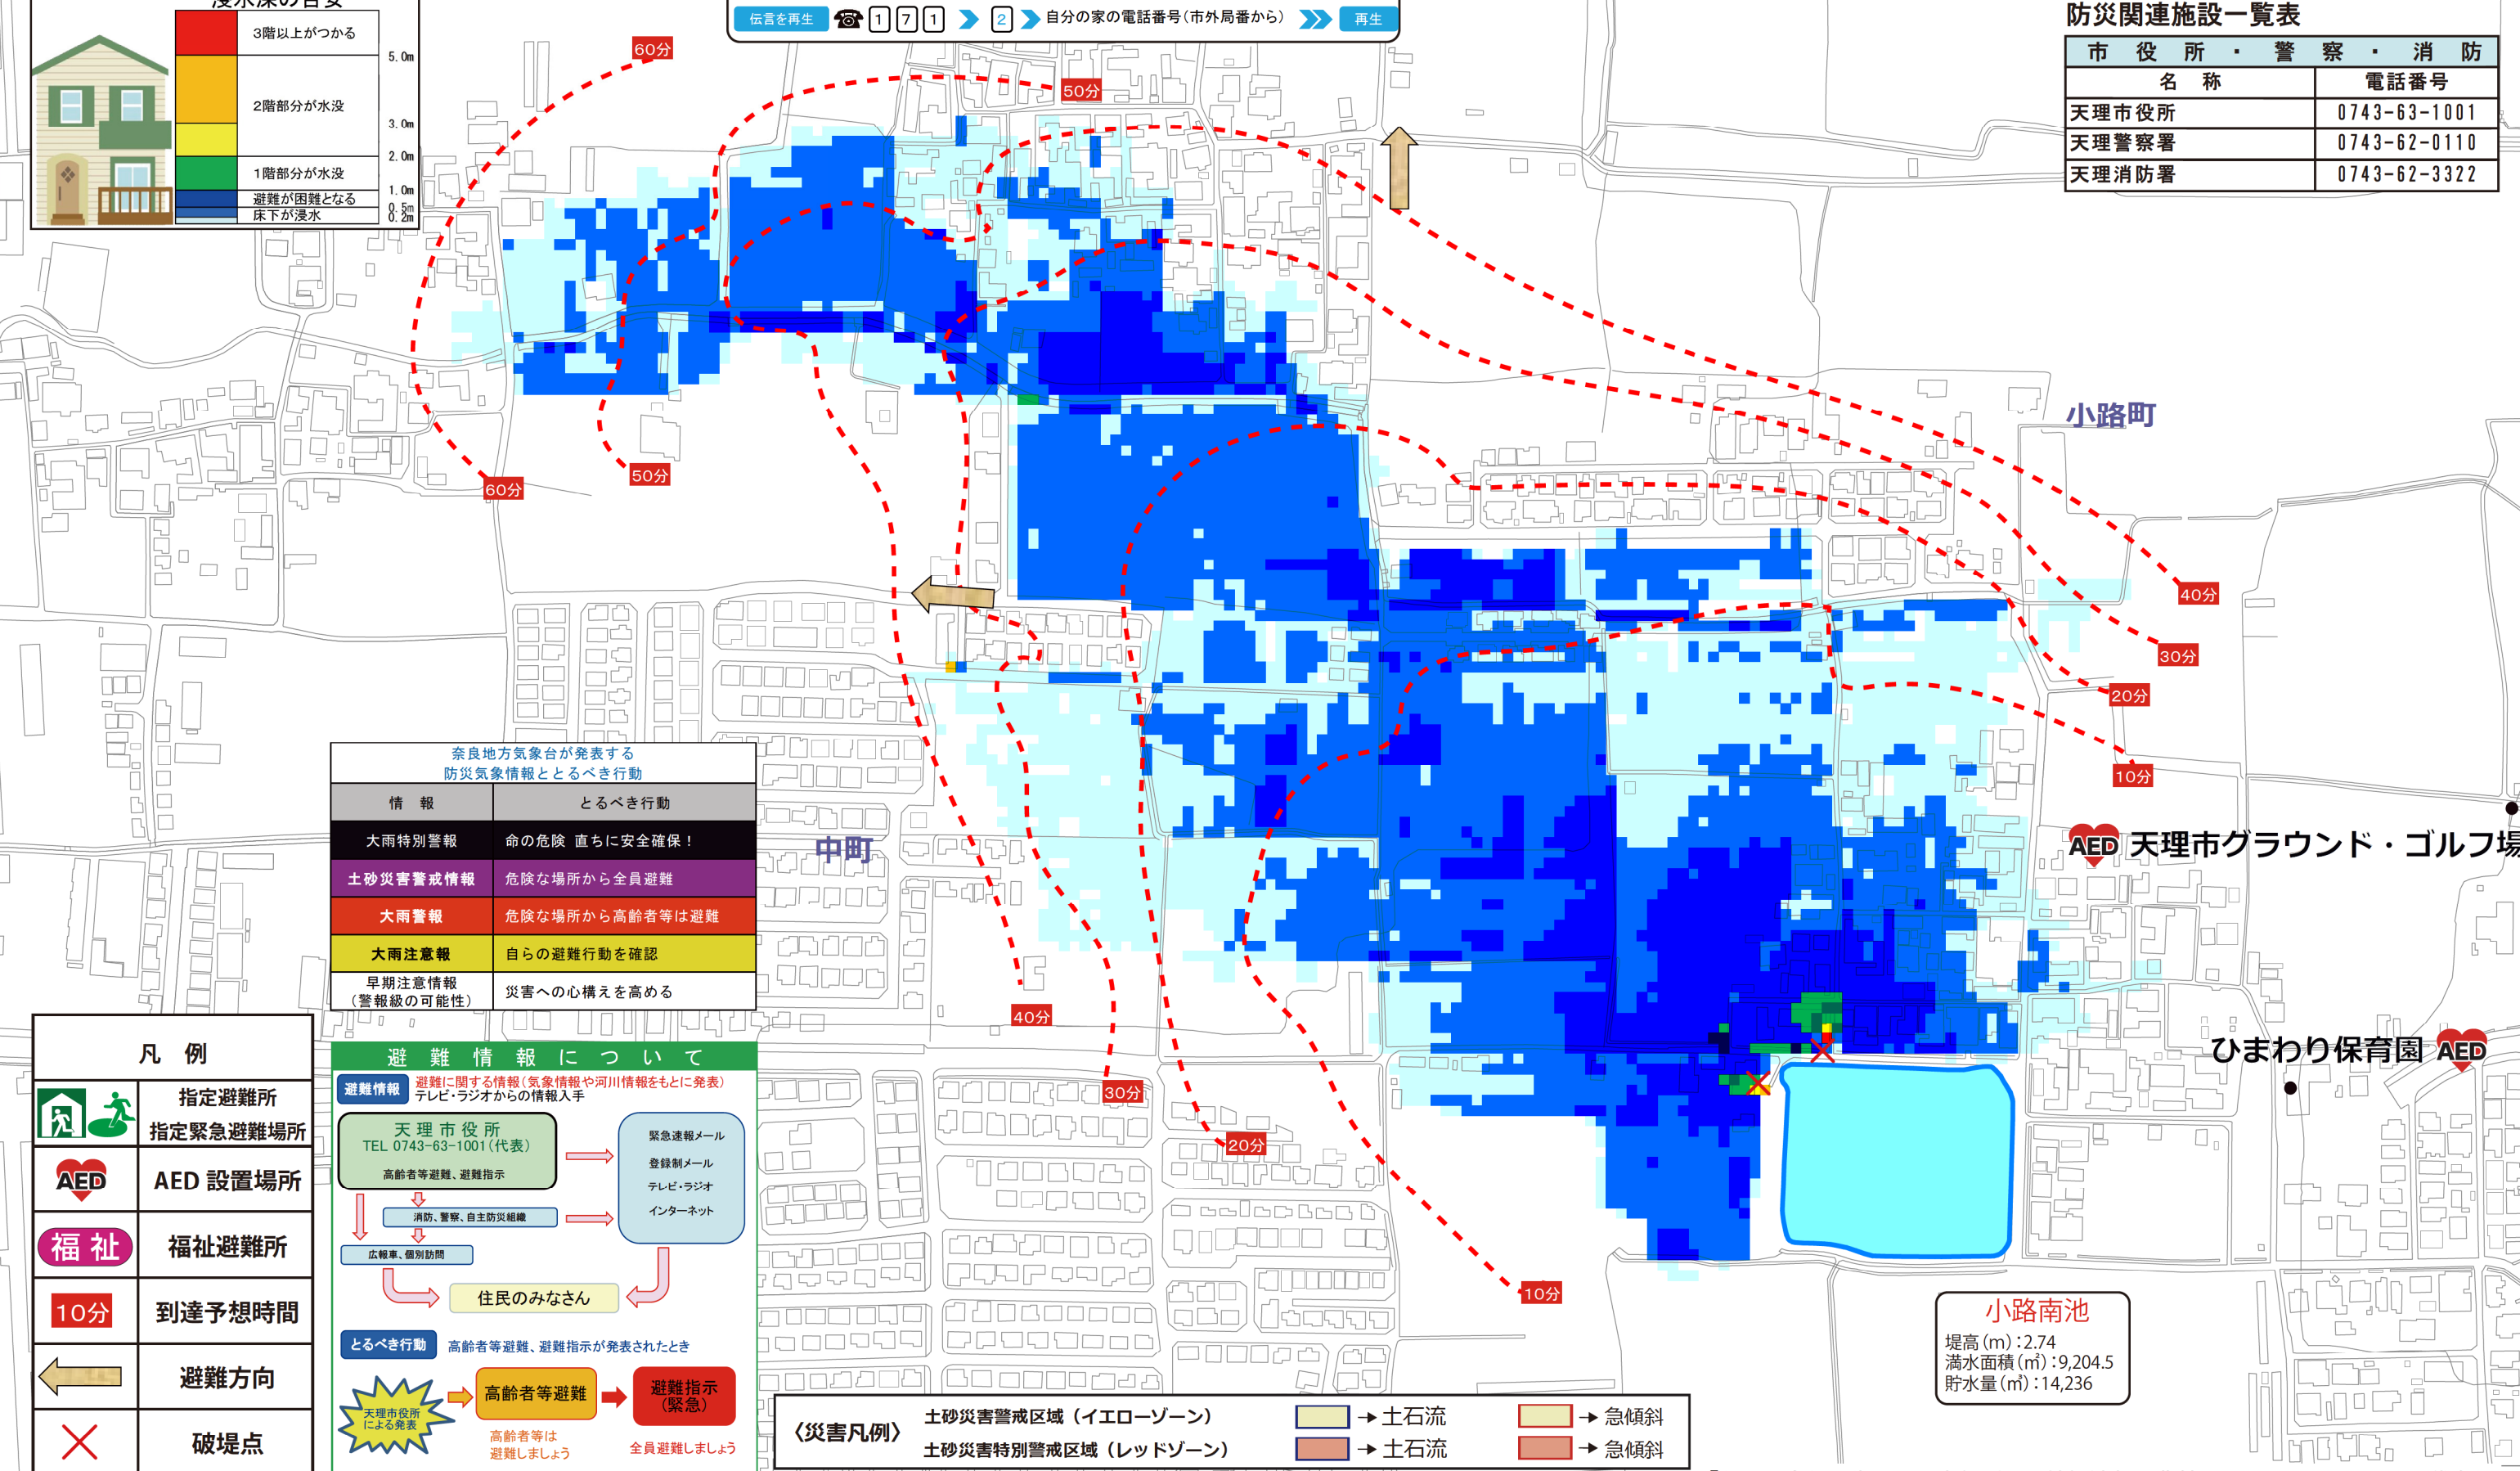 浸水深の目安
3階以上がつかる
5.0m
2階部分が水没
3.0m
2.0m
1階部分が水没
1.0m
避難が困難となる
0.5m
床下が浸水
0.2m
伝言を再生
1 7 1
2
自分の家の電話番号(市外局番から)
再生
防災関連施設一覧表
市役所・警察・消防
名 称 電話番号
天理市役所 0743-63-1001
天理警察署 0743-62-0110
天理消防署 0743-62-3322
60分
50分
60分
50分
小路町
40分
30分
20分
10分
中町
天理市グラウンド・ゴルフ場
AED
ひまわり保育園
AED
40分
30分
20分
10分
奈良地方気象台が発表する
防災気象情報ととるべき行動
情 報 とるべき行動
大雨特別警報 命の危険 直ちに安全確保!
土砂災害警戒情報 危険な場所から全員避難
大雨警報 危険な場所から高齢者等は避難
大雨注意報 自らの避難行動を確認
早期注意情報
(警報級の可能性)
災害への心構えを高める
凡 例
指定避難所
指定緊急避難場所
AED
AED 設置場所
福祉
福祉避難所
10分
到達予想時間
避難方向
破堤点
避難情報について
避難情報
避難に関する情報(気象情報や河川情報をもとに発表)
テレビ・ラジオからの情報入手
天理市役所
TEL 0743-63-1001(代表)
高齢者等避難、避難指示
緊急速報メール
登録制メール
テレビ・ラジオ
インターネット
消防、警察、自主防災組織
広報車、個別訪問
住民のみなさん
とるべき行動
高齢者等避難、避難指示が発表されたとき
天理市役所
による発表
高齢者等避難
避難指示
(緊急)
高齢者等は
避難しましょう
全員避難しましょう
〈災害凡例〉
土砂災害警戒区域(イエローゾーン)
→土石流
→急傾斜
土砂災害特別警戒区域(レッドゾーン)
→土石流
→急傾斜
小路南池
堤高(m):2.74
満水面積(㎡):9,204.5
貯水量(㎥):14,236